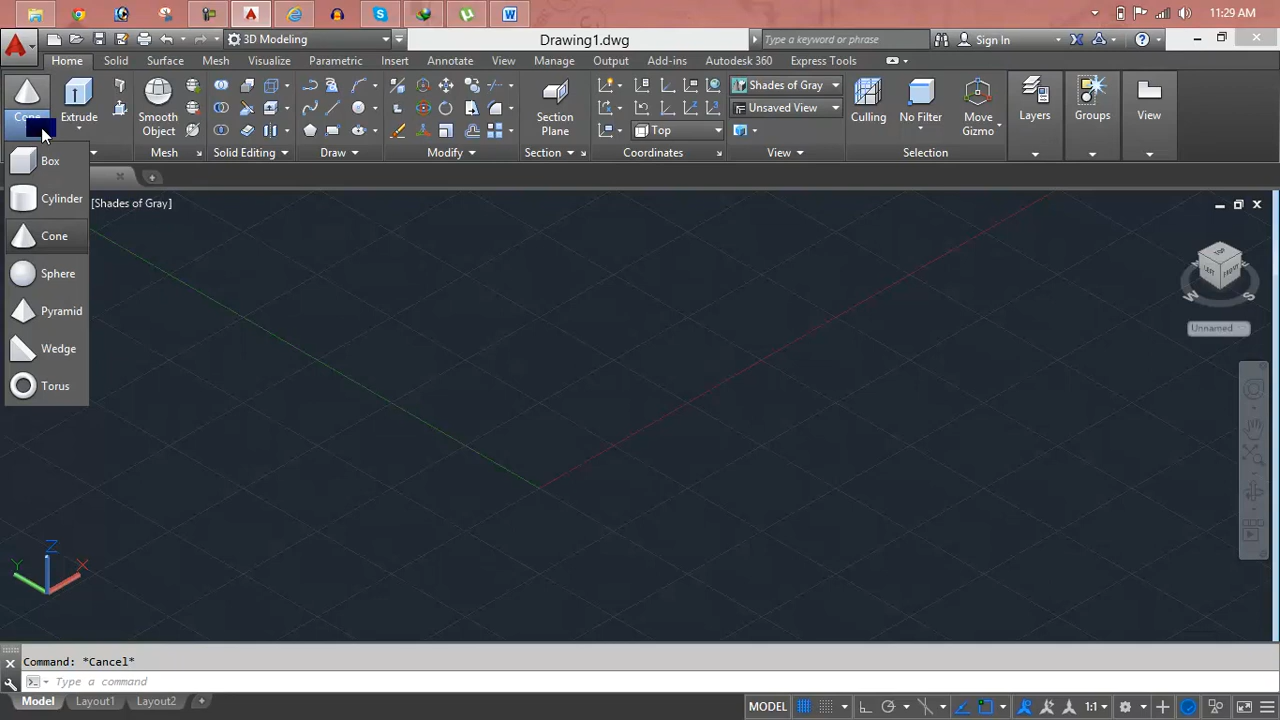 11:29 AM
3D Modeling
Drawing1.dwg
Type a keyword or phrase
Sign In
Home
Solid
Surface
Mesh
Visualize
Parametric
Insert
Annotate
View
Manage
Output
Add-ins
Autodesk 360
Express Tools
Cone
Extrude
Smooth
Object
Section
Plane
Shades of Gray
Unsaved View
Top
Culling
No Filter
Move
Gizmo
Layers
Groups
View
Mesh
Solid Editing
Draw
Modify
Section
Coordinates
View
Selection
Box
Cylinder
Cone
Sphere
Pyramid
Wedge
Torus
[Shades of Gray]
TOP
LEFT
FRONT
W
S
Unnamed
Z
Y
X
Command: *Cancel*
Type a command
Model
Layout1
Layout2
MODEL
1:1